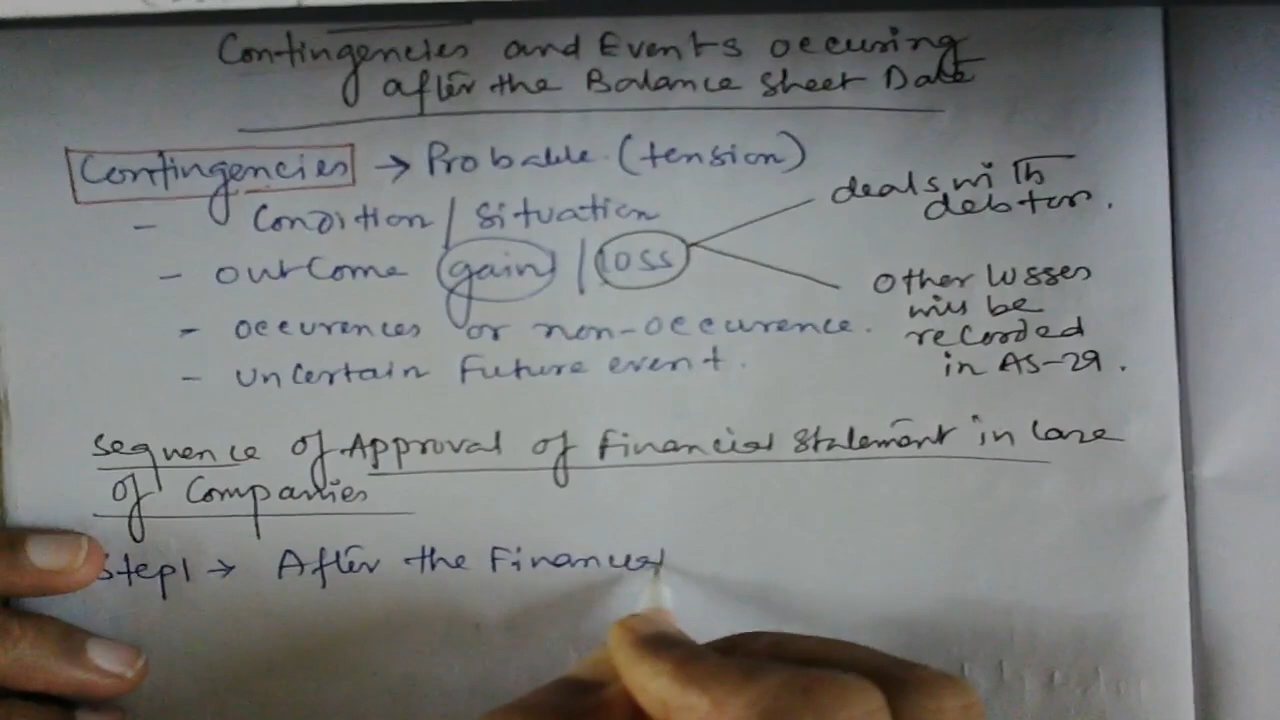 Contingencies and Events occuring
after the Balance Sheet Date
Contingencies → Probable. (tension)
- Condition / Situation
- outcome gain / loss
deals with
debtors.
Other losses
will be
recorded
in AS-29.
- occurences or non-occurence.
- uncertain future event.
Sequence of Approval of Financial Statement in Case
of Companies
Step1 → After the Financial